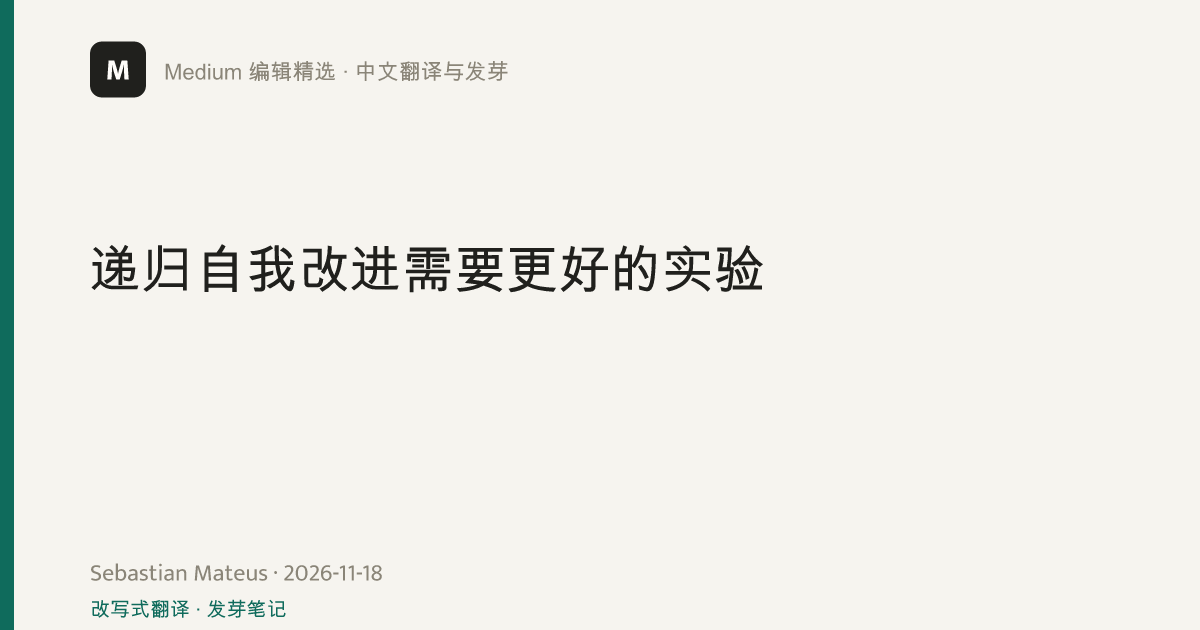 M
Medium 编辑精选 · 中文翻译与发芽
递归自我改进需要更好的实验
Sebastian Mateus · 2026-11-18
改写式翻译 · 发芽笔记